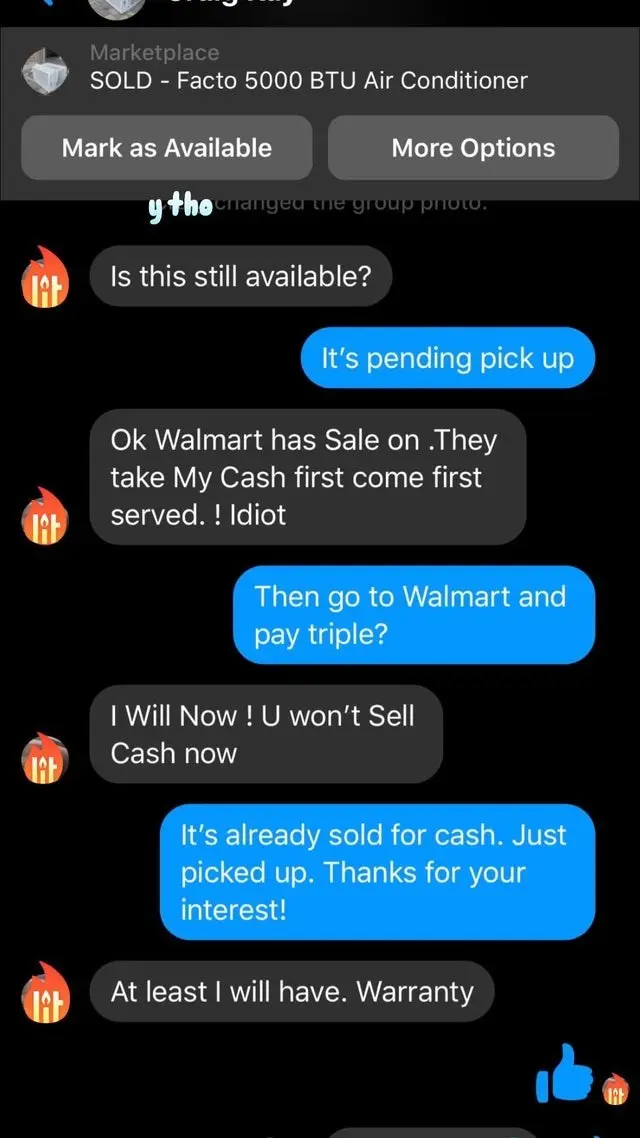 Marketplace
SOLD - Facto 5000 BTU Air Conditioner
Mark as Available
More Options
y tho
changed the group photo.
Is this still available?
It’s pending pick up
Ok Walmart has Sale on .They
take My Cash first come first
served. ! Idiot
Then go to Walmart and
pay triple?
I Will Now ! U won’t Sell
Cash now
It’s already sold for cash. Just
picked up. Thanks for your
interest!
At least I will have. Warranty